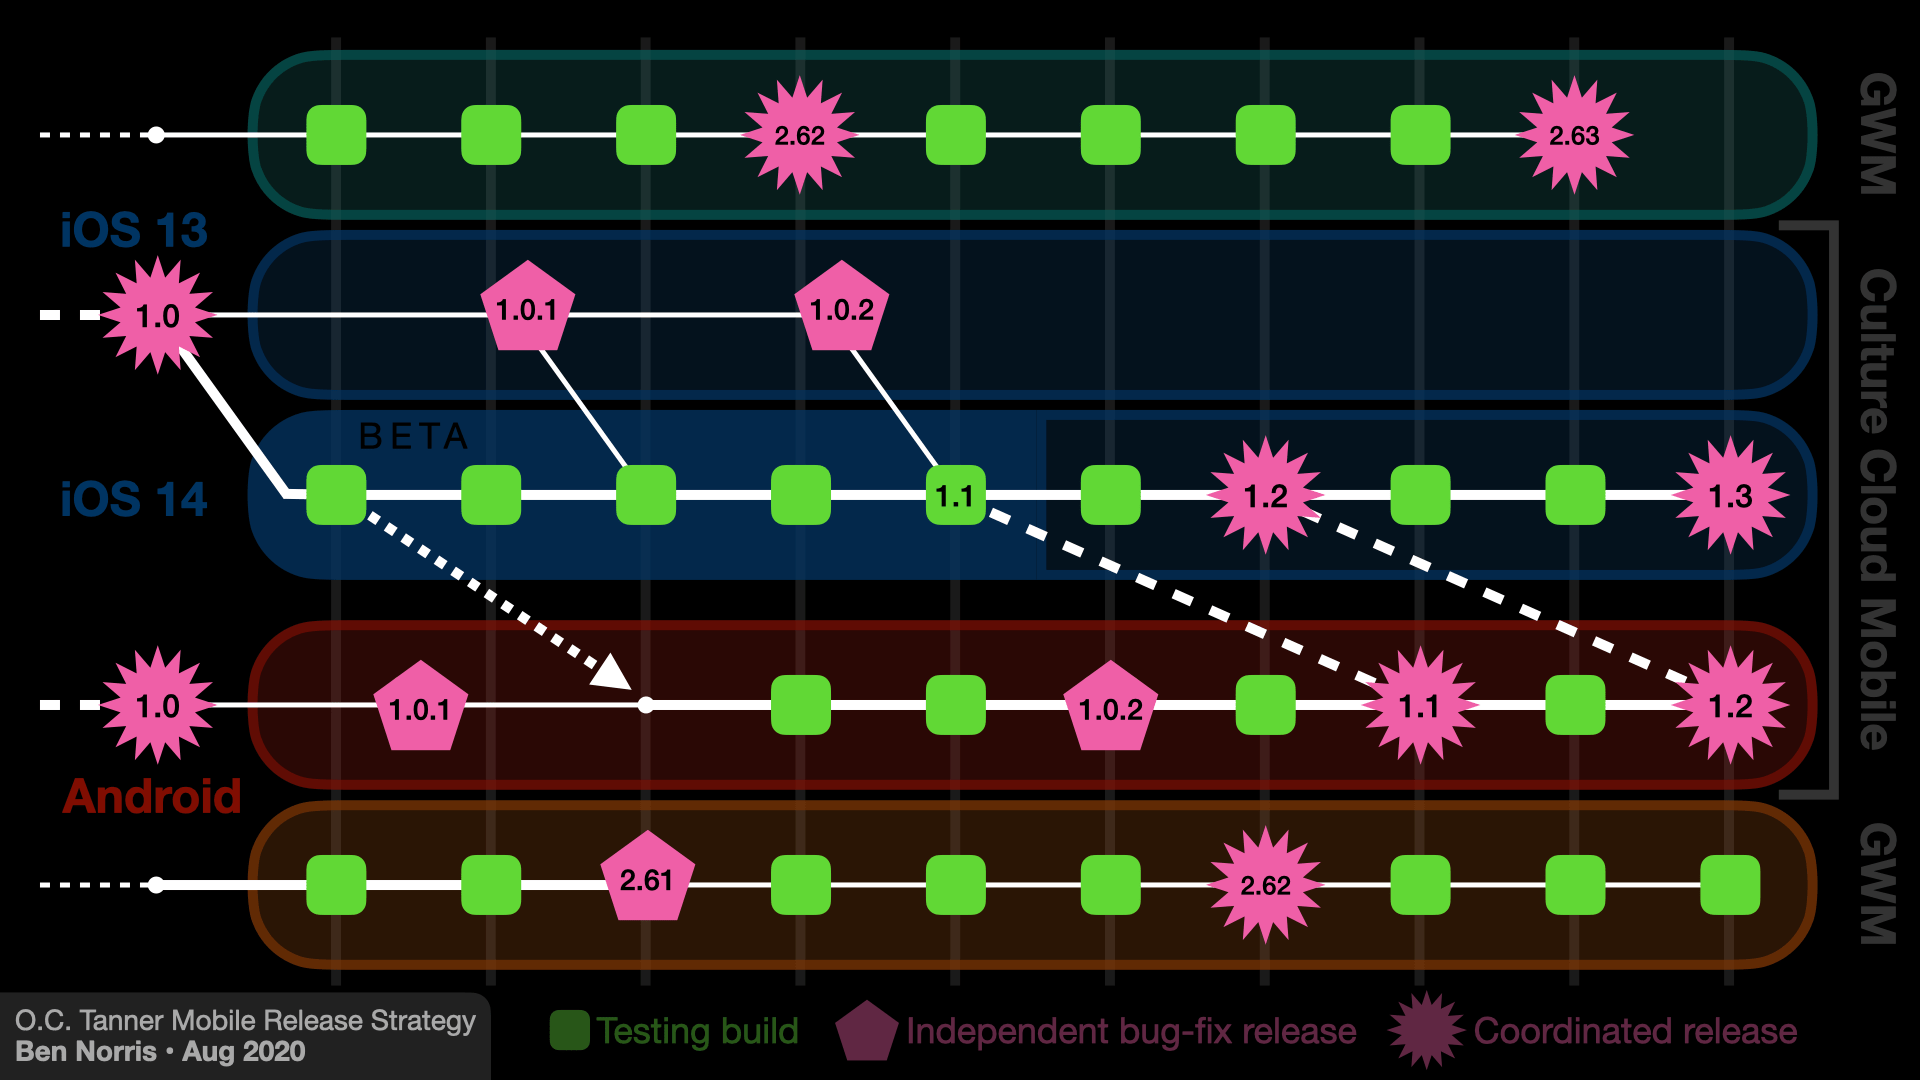 GWM
2.62
2.63
iOS 13
1.0
1.0.1
1.0.2
Culture Cloud Mobile
BETA
iOS 14
1.1
1.2
1.3
1.0
1.0.1
1.0.2
1.1
1.2
Android
GWM
2.61
2.62
O.C. Tanner Mobile Release Strategy
Ben Norris • Aug 2020
Testing build
Independent bug-fix release
Coordinated release